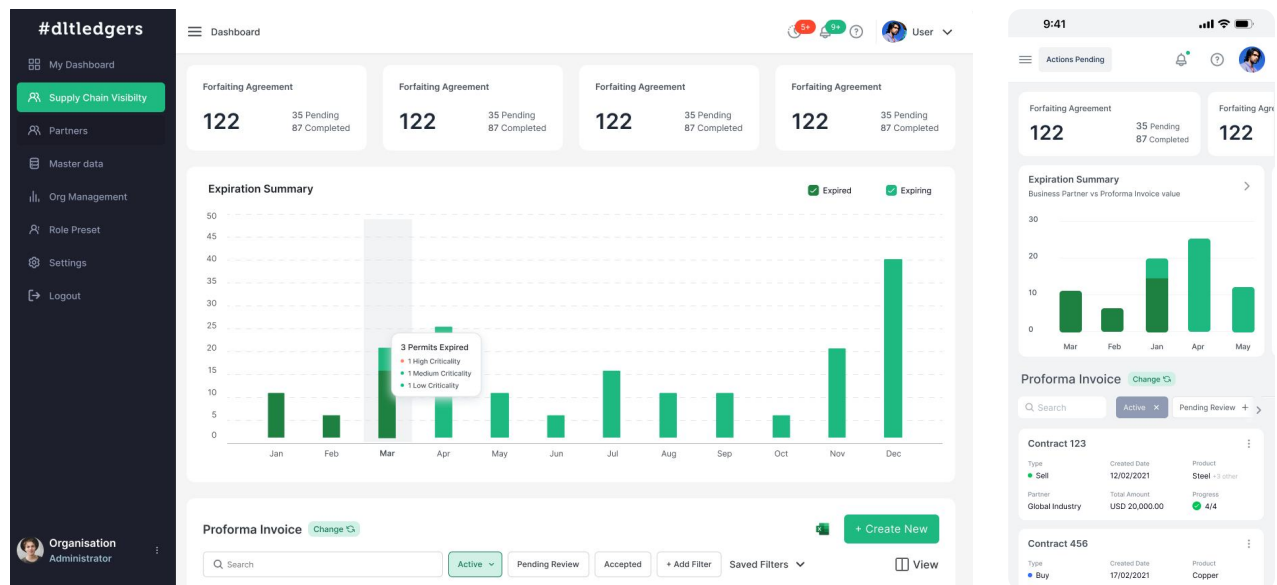 #dltledgers
My Dashboard
Supply Chain Visibilty
Partners
Master data
Org Management
Role Preset
Settings
Logout
Organisation
Administrator
Dashboard
5+
9+
?
User
Forfaiting Agreement
122
35 Pending
87 Completed
Forfaiting Agreement
122
35 Pending
87 Completed
Forfaiting Agreement
122
35 Pending
87 Completed
Forfaiting Agreement
122
35 Pending
87 Completed
Expiration Summary
Expired
Expiring
50
45
40
35
30
25
20
15
10
5
0
3 Permits Expired
1 High Criticality
1 Medium Criticality
1 Low Criticality
Jan Feb Mar Apr May Jun Jul Aug Sep Oct Nov Dec
Proforma Invoice Change
+ Create New
Search
Active
Pending Review
Accepted
+ Add Filter
Saved Filters
View
9:41
Actions Pending
?
Forfaiting Agreement
122
35 Pending
87 Completed
Forfaiting Agre
122
Expiration Summary
Business Partner vs Proforma Invoice value
30
20
10
0
Mar Feb Jan Apr May
Proforma Invoice Change
Search
Active ×
Pending Review +
Contract 123
Type Created Date Product
Sell 12/02/2021 Steel +3 other
Partner Total Amount Progress
Global Industry USD 20,000.00 4/4
Contract 456
Type Created Date Product
Buy 17/02/2021 Copper